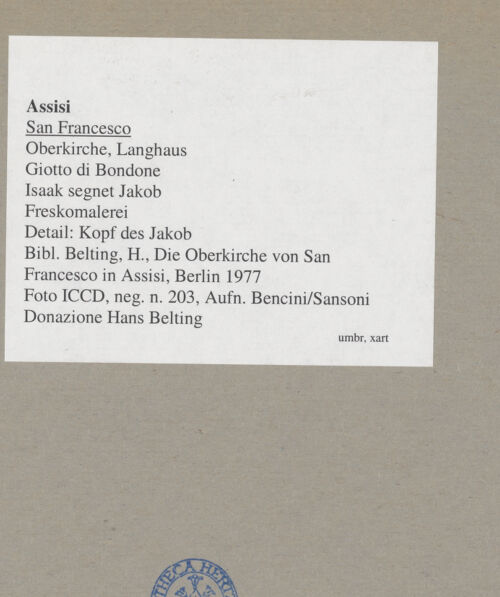 Assisi
San Francesco
Oberkirche, Langhaus
Giotto di Bondone
Isaak segnet Jakob
Freskomalerei
Detail: Kopf des Jakob
Bibl. Belting, H., Die Oberkirche von San
Francesco in Assisi, Berlin 1977
Foto ICCD, neg. n. 203, Aufn. Bencini/Sansoni
Donazione Hans Belting
umbr, xart